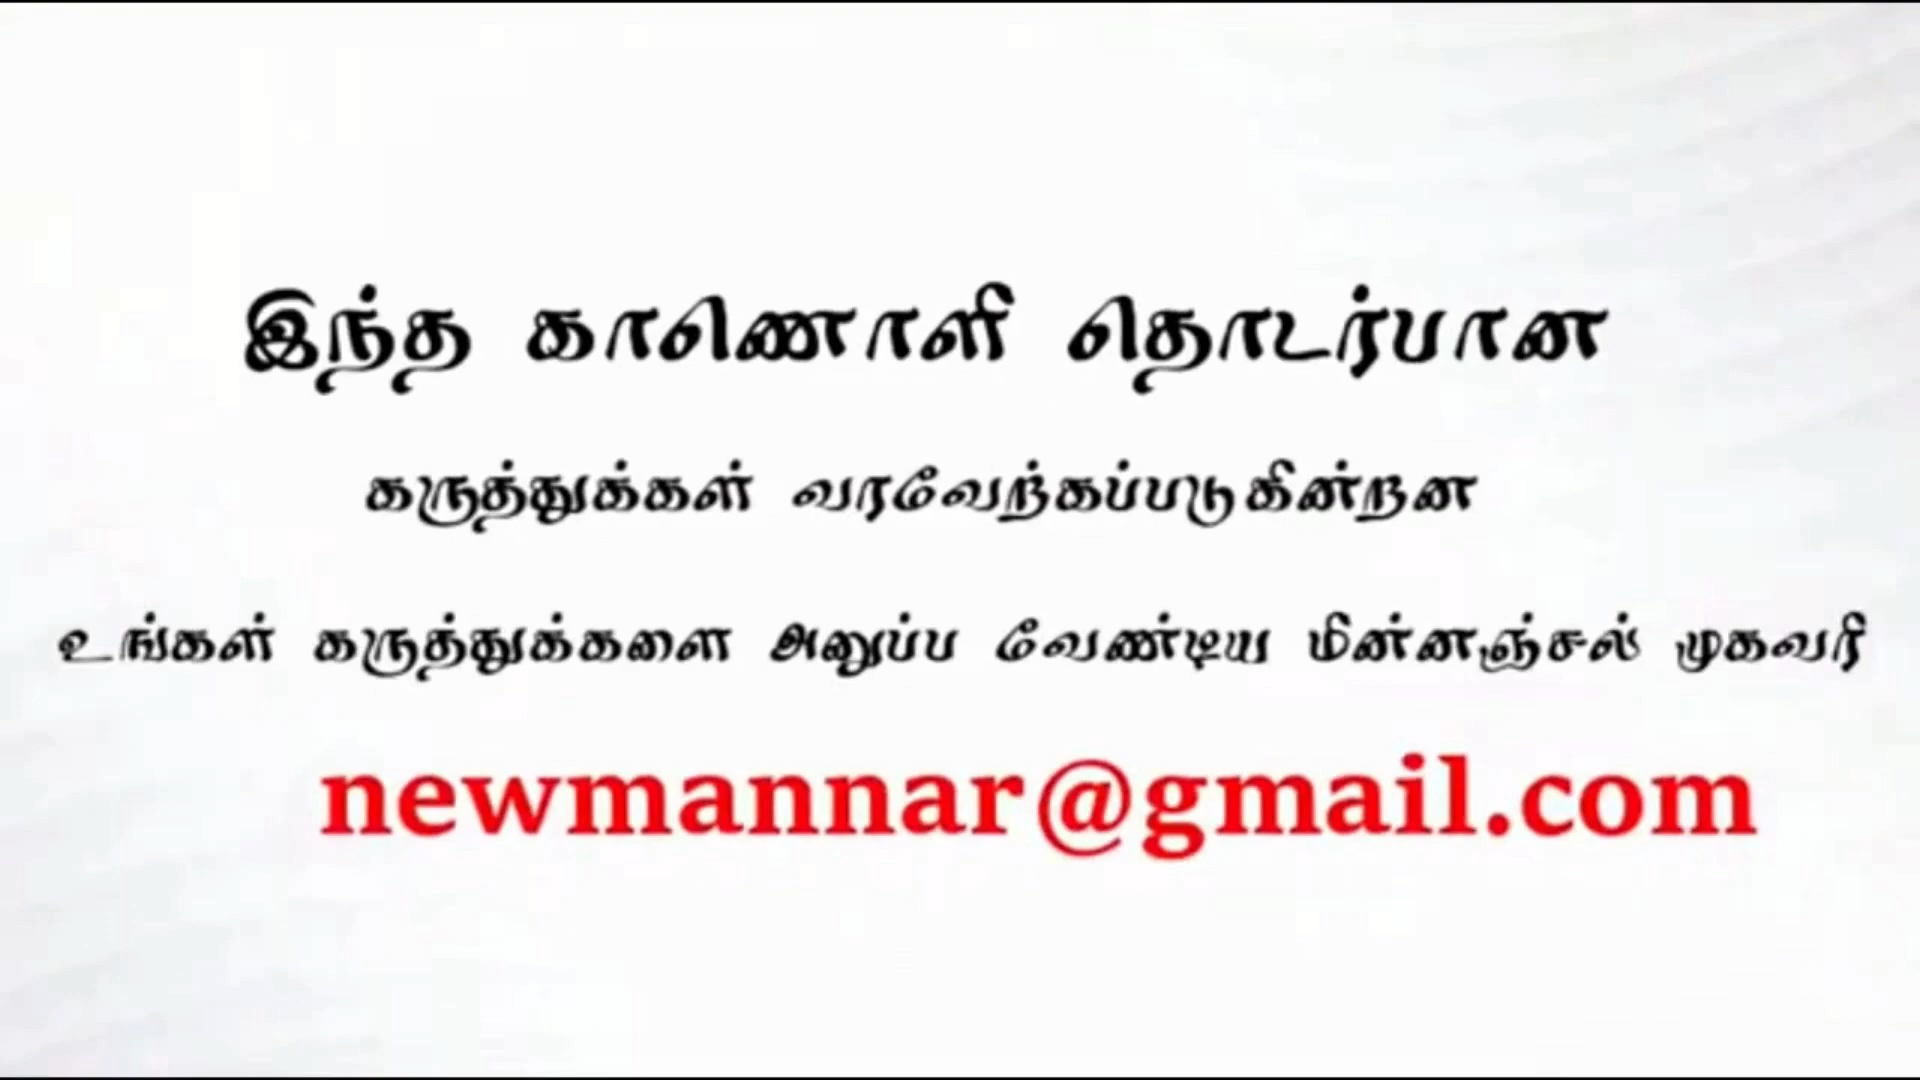 இந்த காணொளி தொடர்பான
கருத்துக்கள் வரவேற்கப்படுகின்றன
உங்கள் கருத்துக்களை அனுப்ப வேண்டிய மின்னஞ்சல் முகவரி
newmannar@gmail.com